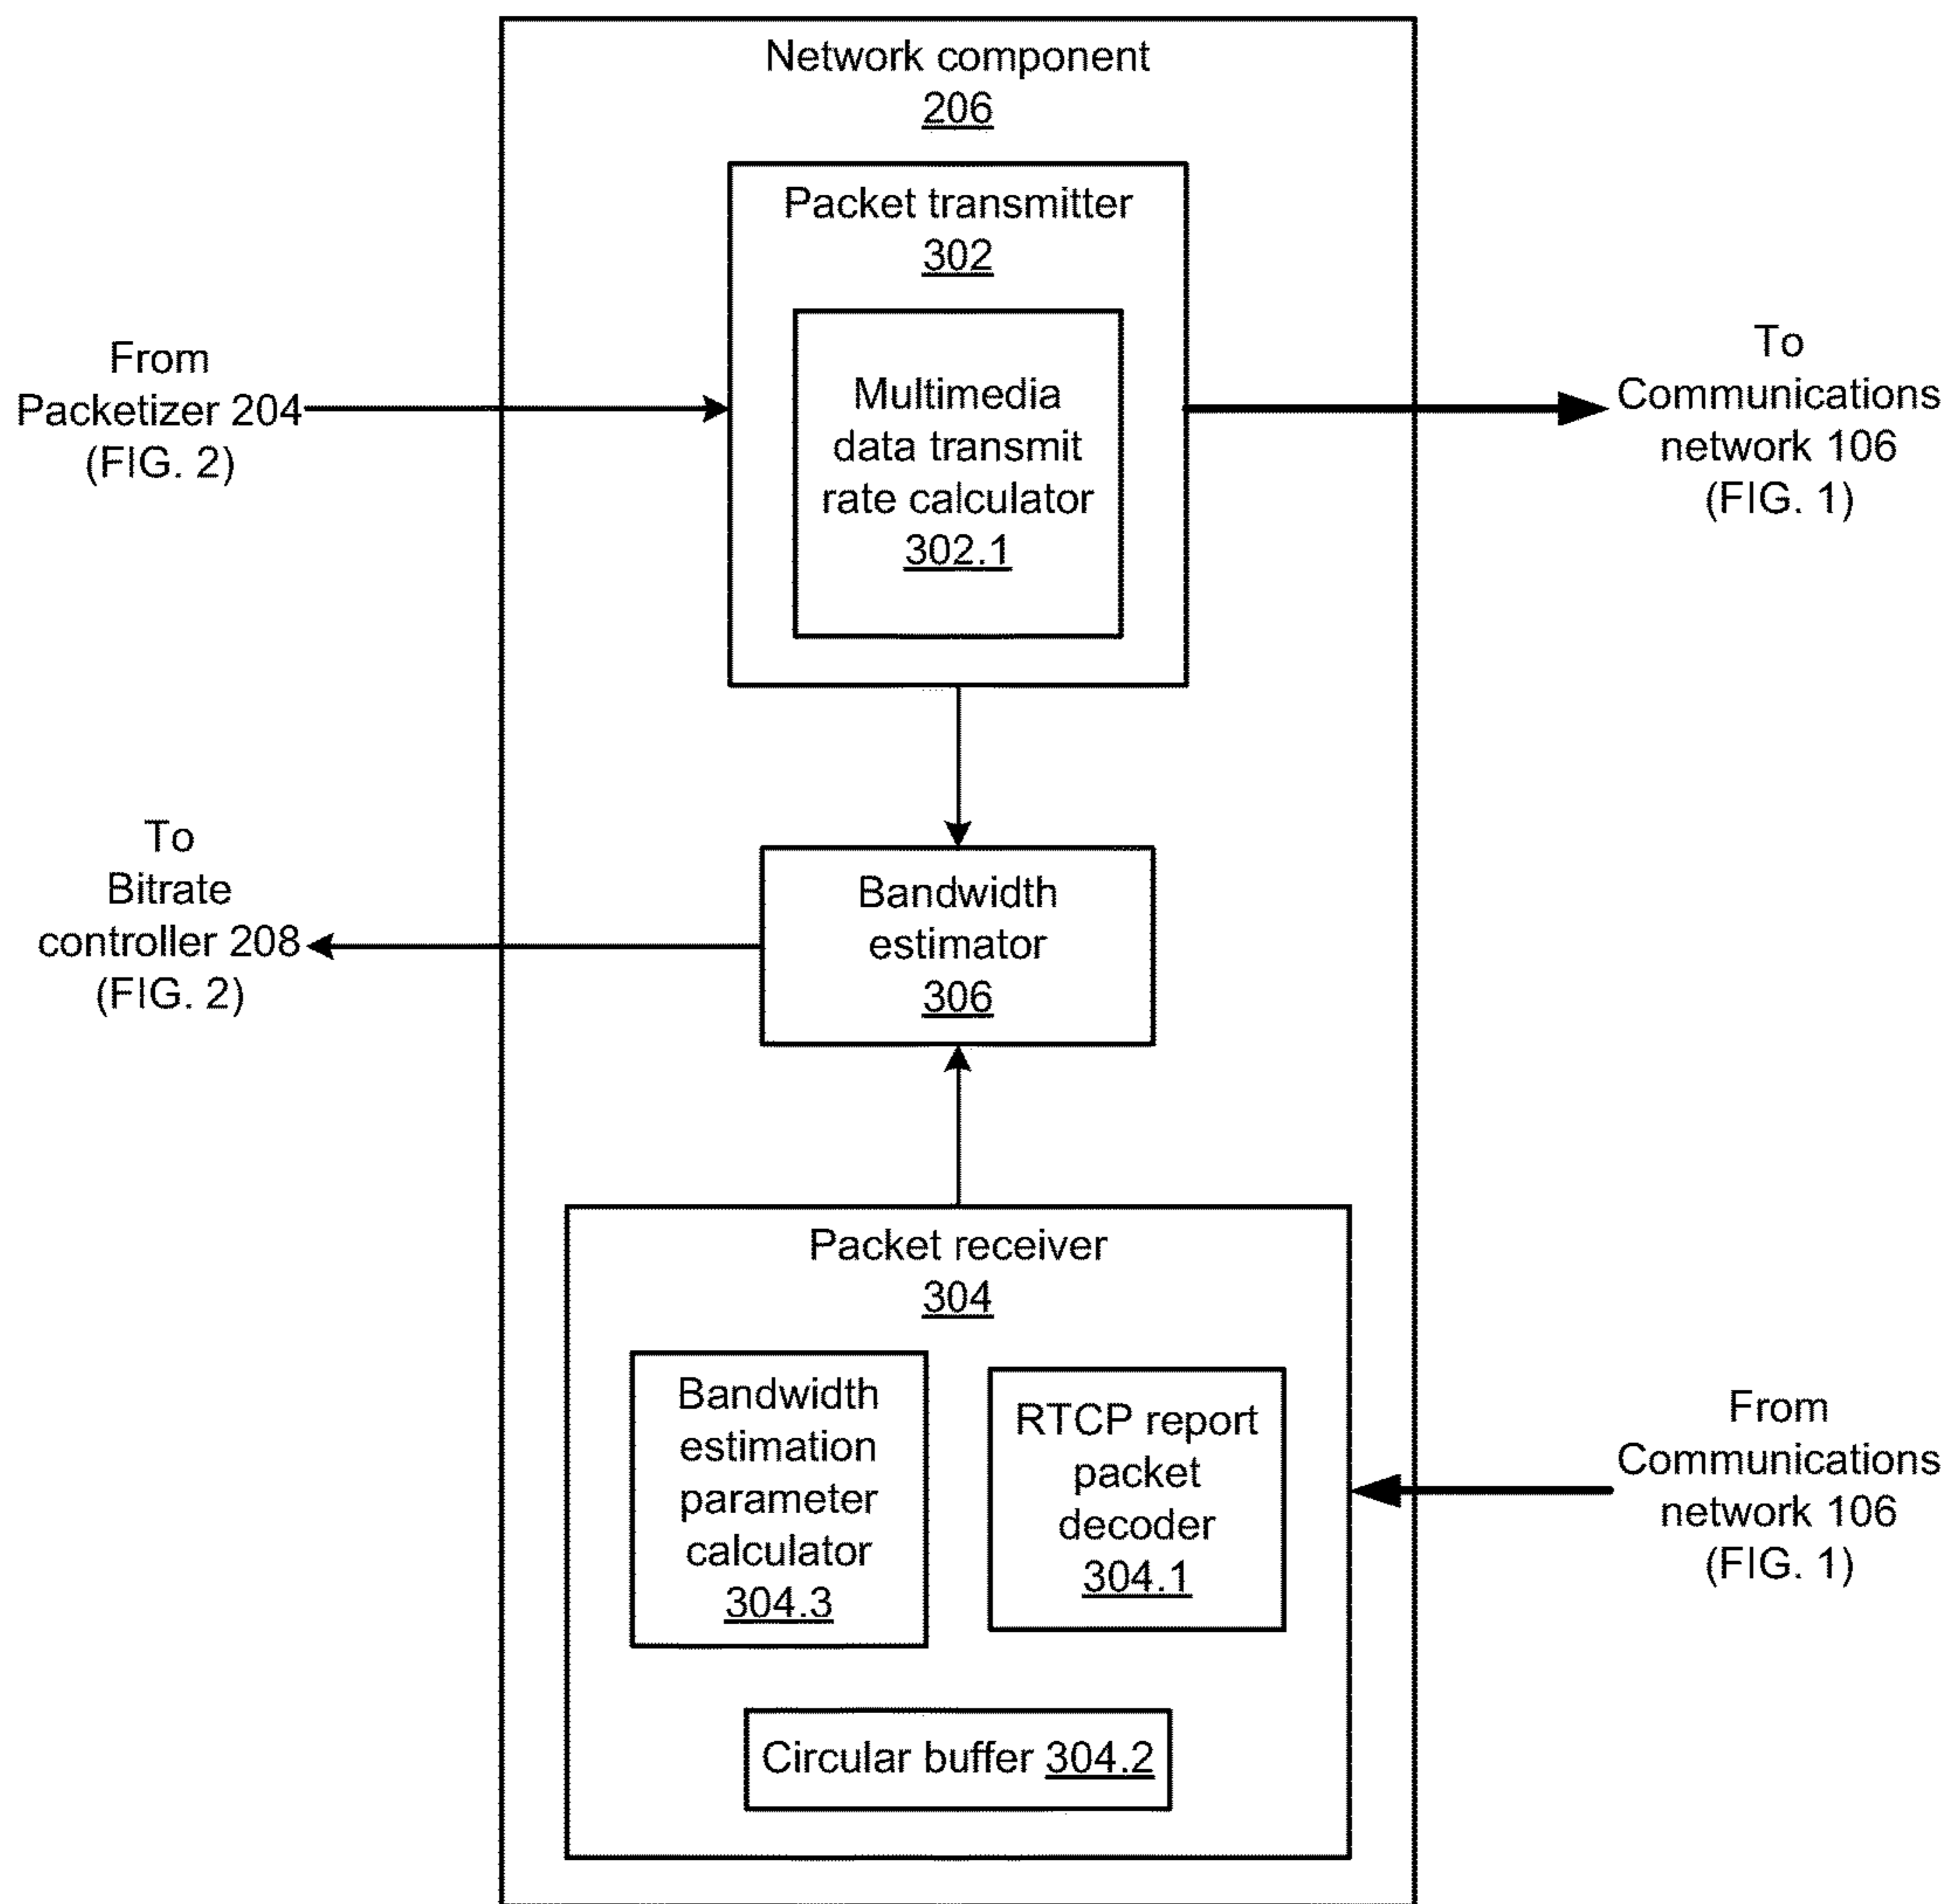 Network component
206
Packet transmitter
302
Multimedia
data transmit
rate calculator
302.1
From
Packetizer 204
(FIG. 2)
To
Communications
network 106
(FIG. 1)
To
Bitrate
controller 208
(FIG. 2)
Bandwidth
estimator
306
Packet receiver
304
Bandwidth
estimation
parameter
calculator
304.3
RTCP report
packet
decoder
304.1
Circular buffer 304.2
From
Communications
network 106
(FIG. 1)